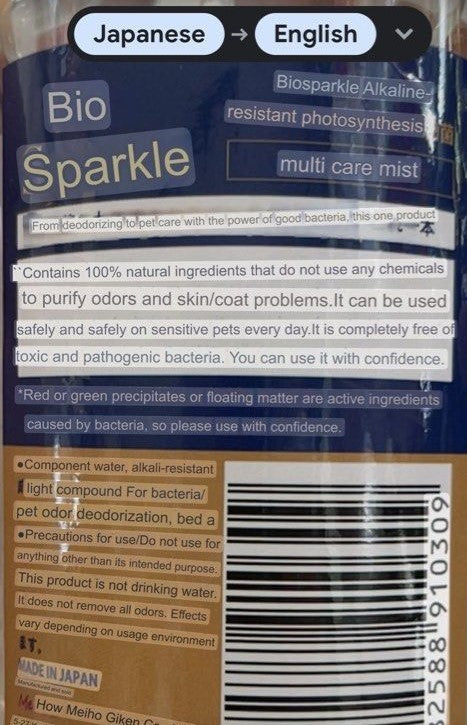 Japanese → English
Bio
Sparkle
Biosparkle Alkaline-
resistant photosynthesis
multi care mist
From deodorizing to pet care with the power of good bacteria, this one product
本
``Contains 100% natural ingredients that do not use any chemicals
to purify odors and skin/coat problems.It can be used
safely and safely on sensitive pets every day.It is completely free of
toxic and pathogenic bacteria. You can use it with confidence.
*Red or green precipitates or floating matter are active ingredients
caused by bacteria, so please use with confidence.
●Component water, alkali-resistant
light compound For bacteria/
pet odor deodorization, bed a
●Precautions for use/Do not use for
anything other than its intended purpose.
This product is not drinking water.
It does not remove all odors. Effects
vary depending on usage environment
MADE IN JAPAN
Manufactured and sold
How Meiho Giken
2588 910309